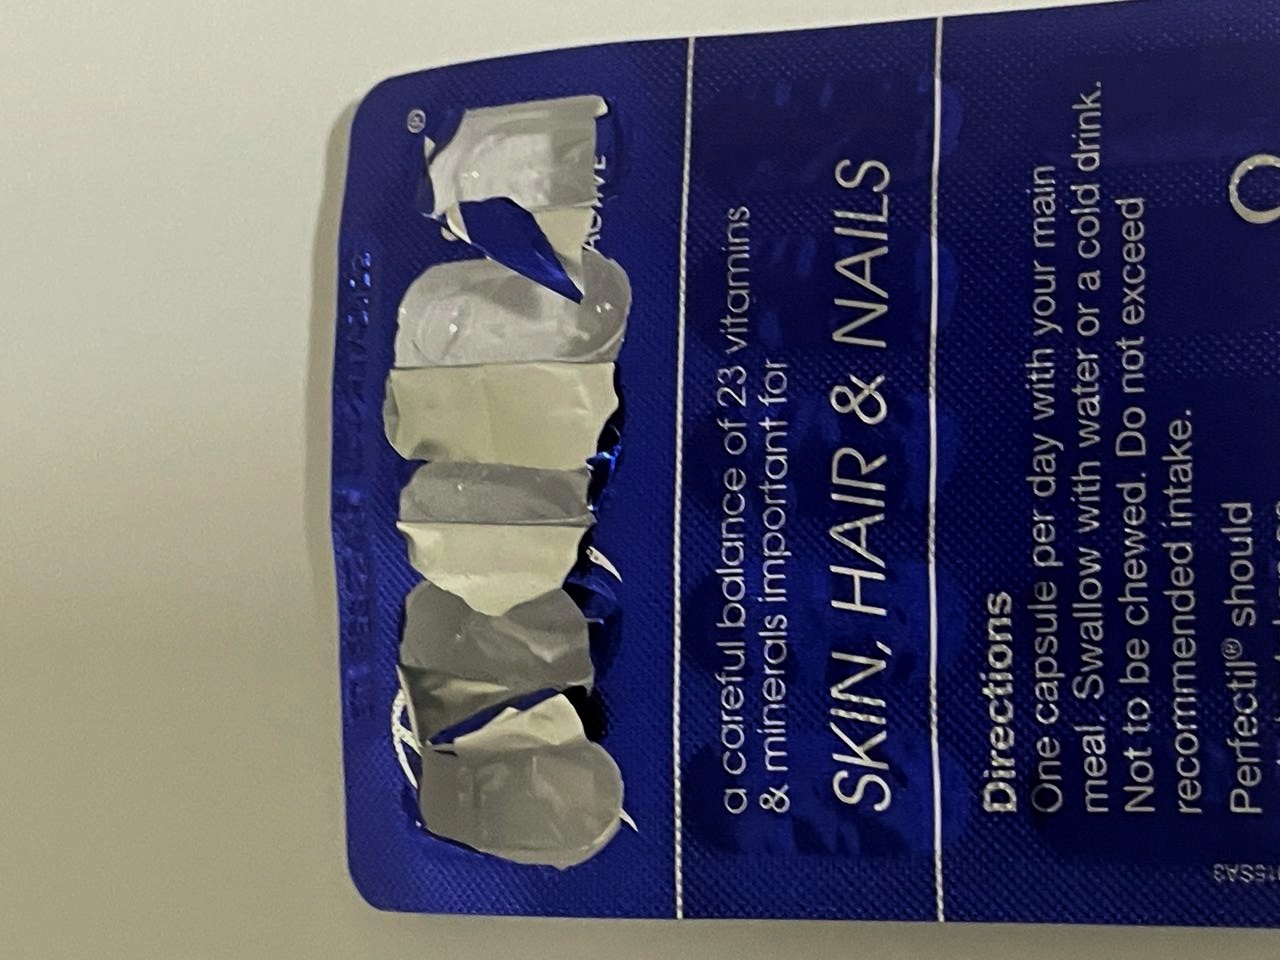 ®
ACTIVE
a careful balance of 23 vitamins
& minerals important for
SKIN, HAIR & NAILS
Directions
One capsule per day with your main
meal. Swallow with water or a cold drink.
Not to be chewed. Do not exceed
recommended intake.
Perfectil® should